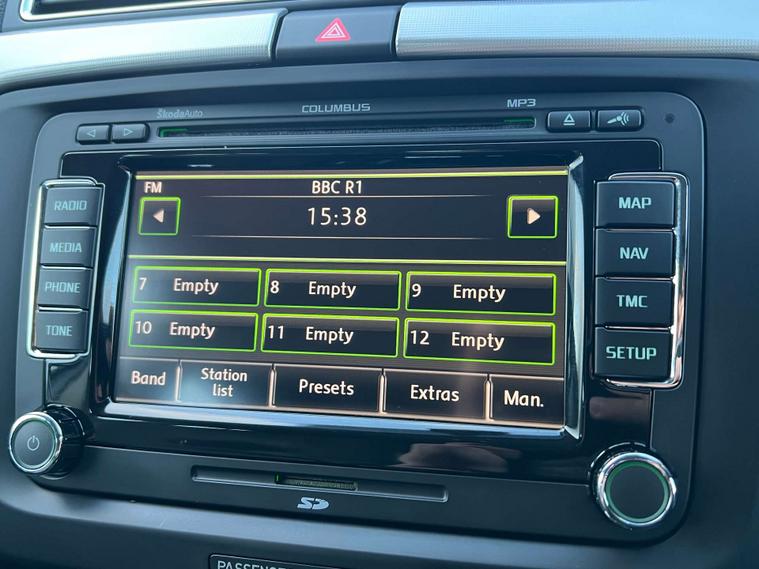 ŠkodaAuto
COLUMBUS
MP3
RADIO
MEDIA
PHONE
TONE
FM
BBC R1
15:38
7 Empty
8 Empty
9 Empty
10 Empty
11 Empty
12 Empty
Band
Station
list
Presets
Extras
Man.
MAP
NAV
TMC
SETUP
SD